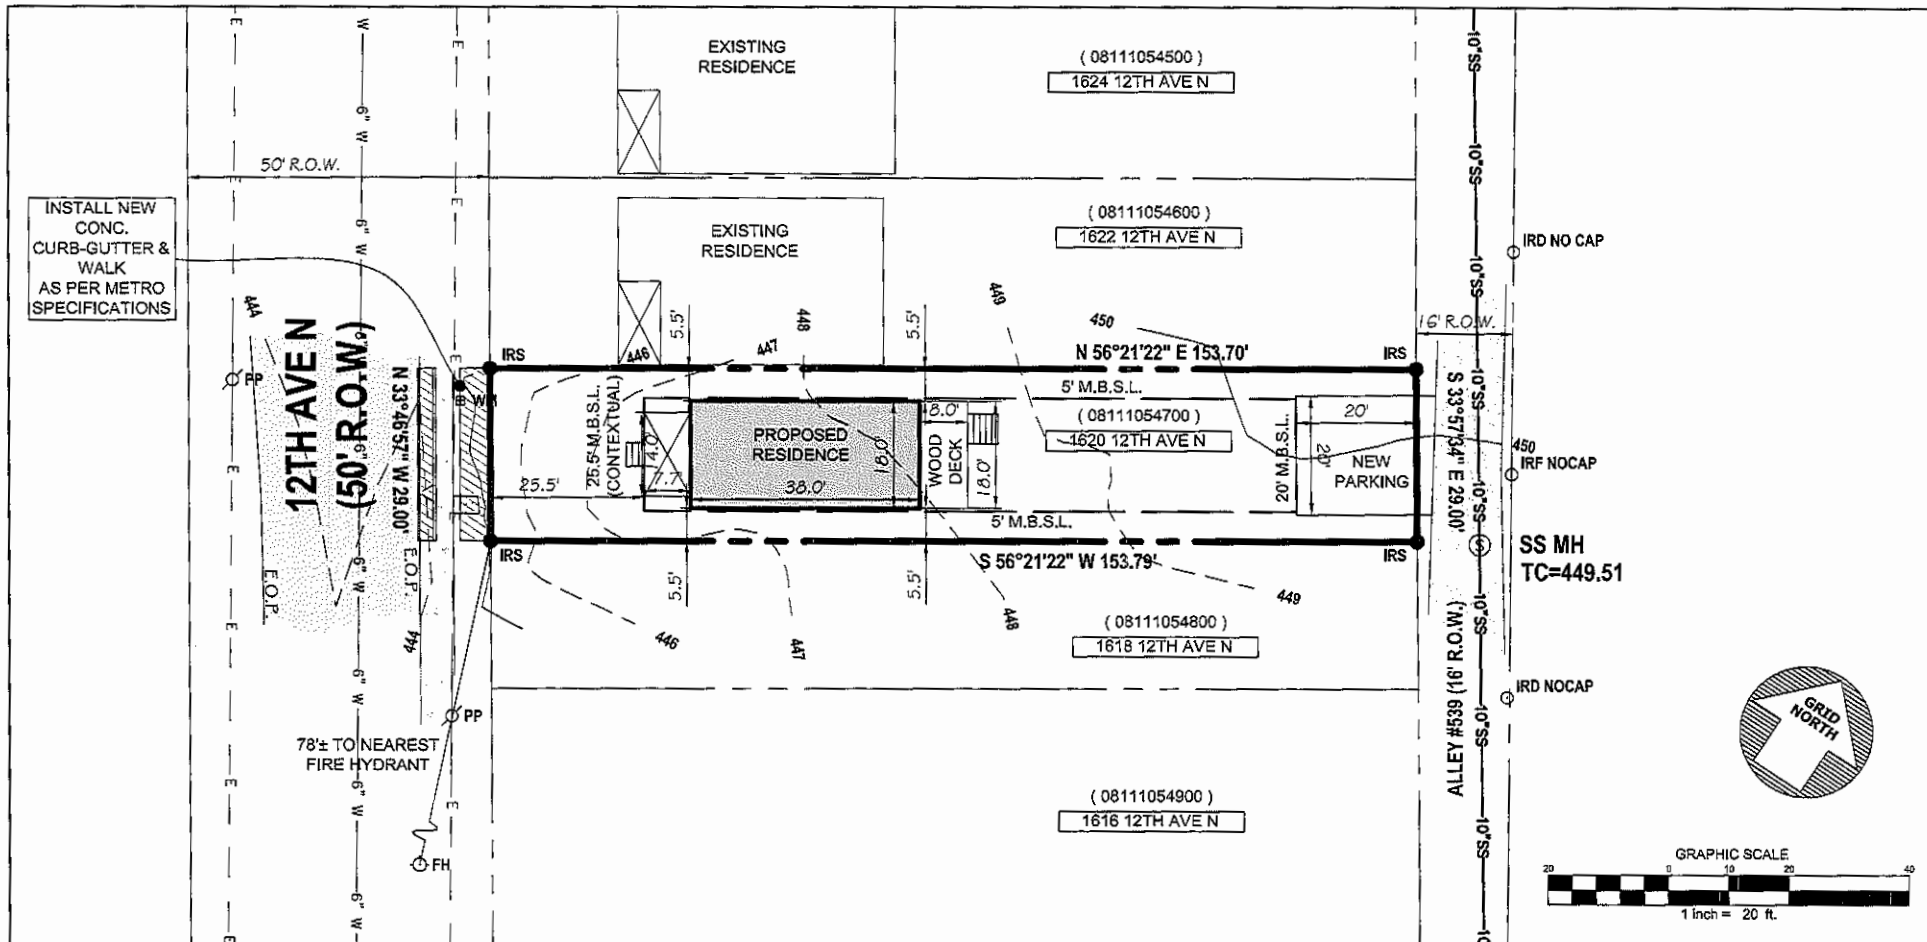 EXISTING
RESIDENCE
( 08111054500 )
1624 12TH AVE N
50' R.O.W.
INSTALL NEW
CONC.
CURB-GUTTER &
WALK
AS PER METRO
SPECIFICATIONS
EXISTING
RESIDENCE
( 08111054600 )
1622 12TH AVE N
IRD NO CAP
444
12TH AVE N
(50' R.O.W.)
N 33°46'57" W 29.00'
PP
IRS
446
447
448
449
450
5.5'
5.5'
N 56°21'22" E 153.70'
IRS
16' R.O.W.
5' M.B.S.L.
( 08111054700 )
1620 12TH AVE N
25.5' M.B.S.L.
(CONTEXTUAL)
25.5'
7.7'
PROPOSED
RESIDENCE
38.0'
18.0'
8.0'
WOOD
DECK
18.0'
20' M.B.S.L.
20'
20'
NEW
PARKING
450
IRF NOCAP
S 33°57'34" E 29.00'
5' M.B.S.L.
IRS
S 56°21'22" W 153.79'
IRS
SS MH
TC=449.51
E.O.P.
E.O.P.
444
5.5'
5.5'
446
447
448
449
( 08111054800 )
1618 12TH AVE N
ALLEY #539 (16' R.O.W.)
IRD NOCAP
PP
78'± TO NEAREST
FIRE HYDRANT
FH
( 08111054900 )
1616 12TH AVE N
GRID
NORTH
GRAPHIC SCALE
20 0 10 20 40
1 inch = 20 ft.
E
6" W
10"SS